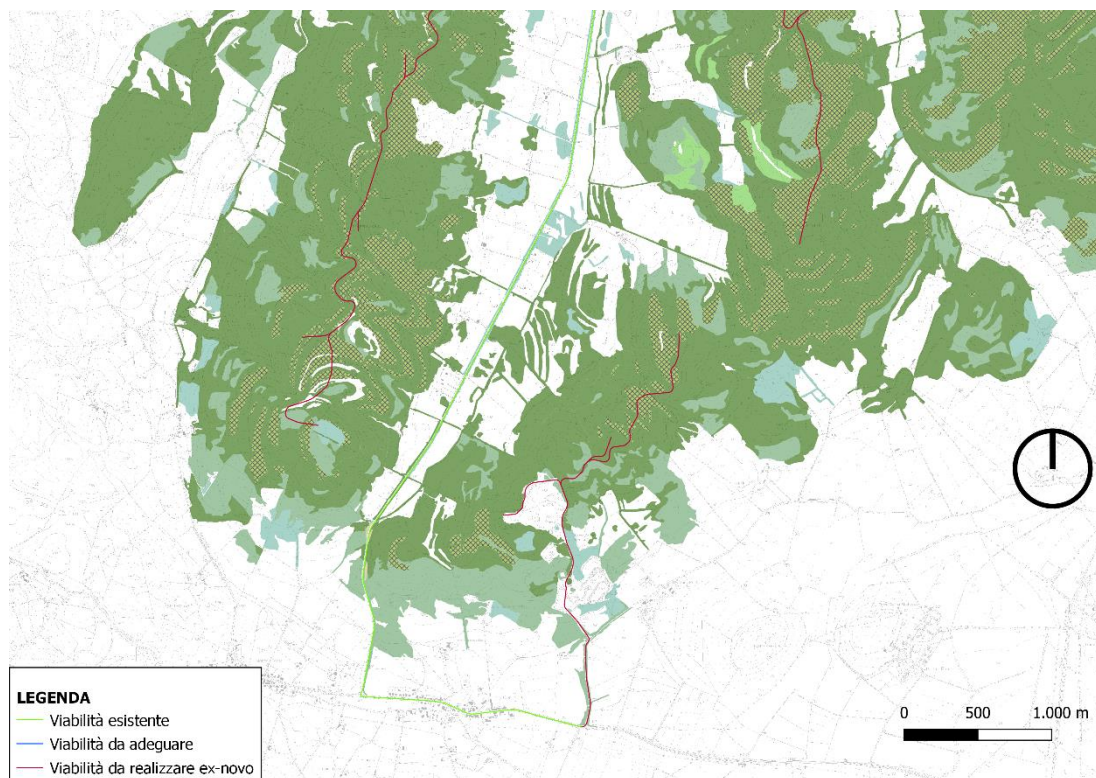 LEGENDA
Viabilità esistente
Viabilità da adeguare
Viabilità da realizzare ex-novo
0 500 1.000 m